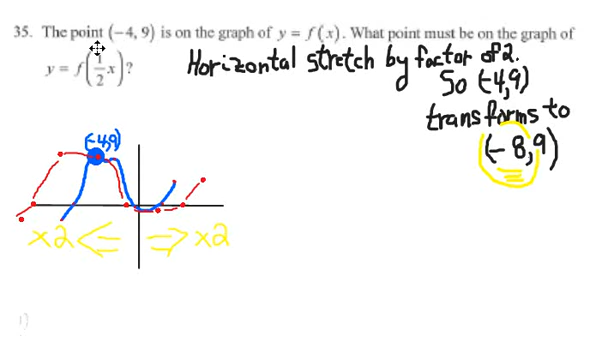 35. The point (−4, 9) is on the graph of y = f(x). What point must be on the graph of
y = f(1/2 x)?
Horizontal stretch by factor of 2.
So (-4,9)
transforms to
(-8,9)
(-4,9)
x2 <= => x2